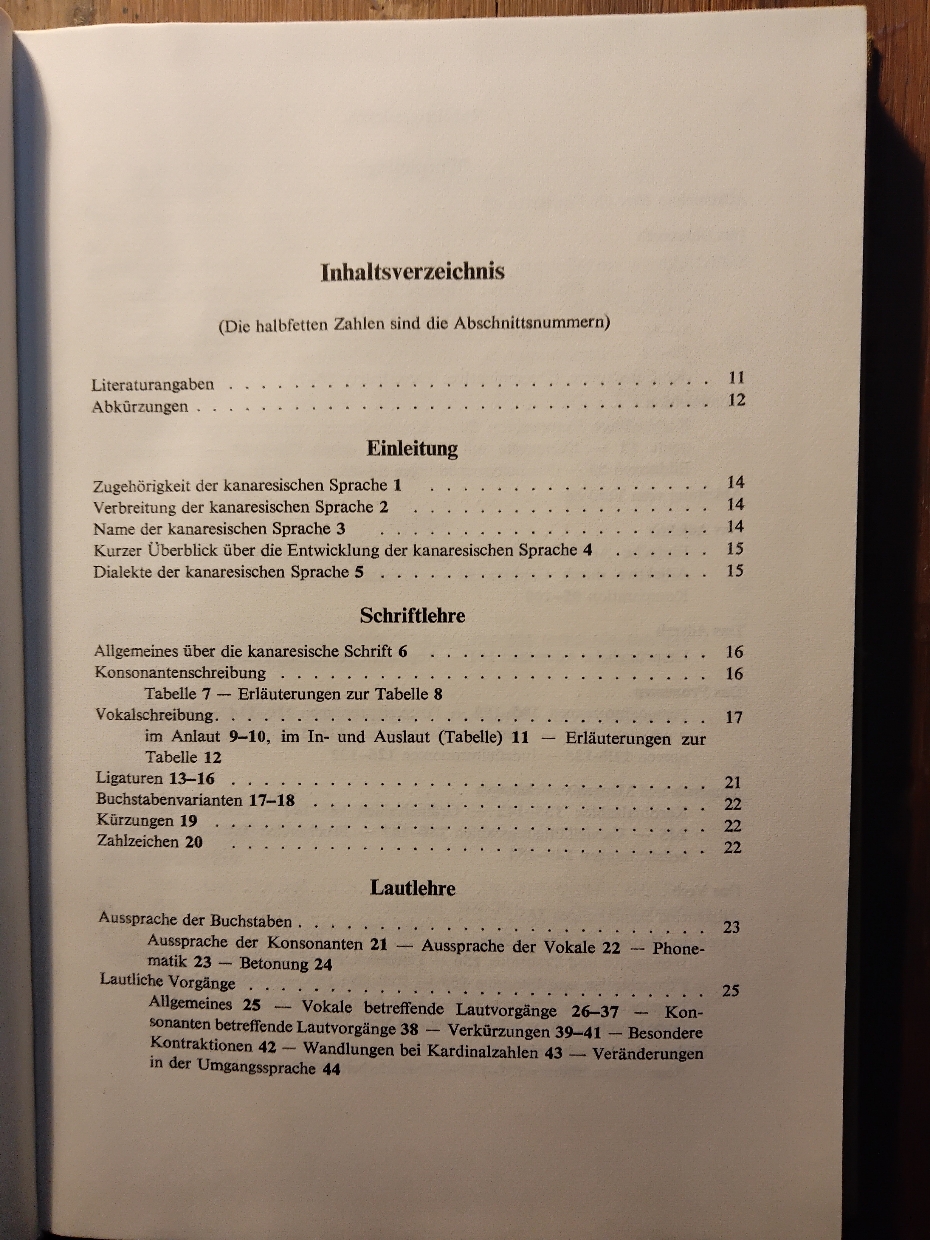 Inhaltsverzeichnis
(Die halbfetten Zahlen sind die Abschnittsnummern)
Literaturangaben . . . . . . . . . . . . . . . . . . . . . . . . . . . . . . 11
Abkürzungen . . . . . . . . . . . . . . . . . . . . . . . . . . . . . . . . 12
Einleitung
Zugehörigkeit der kanaresischen Sprache 1 . . . . . . . . . . . . . . . . . . 14
Verbreitung der kanaresischen Sprache 2 . . . . . . . . . . . . . . . . . . . 14
Name der kanaresischen Sprache 3 . . . . . . . . . . . . . . . . . . . . . 14
Kurzer Überblick über die Entwicklung der kanaresischen Sprache 4 . . . . . . 15
Dialekte der kanaresischen Sprache 5 . . . . . . . . . . . . . . . . . . . . . 15
Schriftlehre
Allgemeines über die kanaresische Schrift 6 . . . . . . . . . . . . . . . . . . 16
Konsonantenschreibung . . . . . . . . . . . . . . . . . . . . . . . . . . . 16
Tabelle 7 — Erläuterungen zur Tabelle 8
Vokalschreibung. . . . . . . . . . . . . . . . . . . . . . . . . . . . . . . 17
im Anlaut 9–10, im In- und Auslaut (Tabelle) 11 — Erläuterungen zur
Tabelle 12
Ligaturen 13–16 . . . . . . . . . . . . . . . . . . . . . . . . . . . . . . 21
Buchstabenvarianten 17–18 . . . . . . . . . . . . . . . . . . . . . . . . . 22
Kürzungen 19 . . . . . . . . . . . . . . . . . . . . . . . . . . . . . . . 22
Zahlzeichen 20 . . . . . . . . . . . . . . . . . . . . . . . . . . . . . . 22
Lautlehre
Aussprache der Buchstaben . . . . . . . . . . . . . . . . . . . . . . . . . . 23
Aussprache der Konsonanten 21 — Aussprache der Vokale 22 — Phone-
matik 23 — Betonung 24
Lautliche Vorgänge . . . . . . . . . . . . . . . . . . . . . . . . . . . . . 25
Allgemeines 25 — Vokale betreffende Lautvorgänge 26–37 — Kon-
sonanten betreffende Lautvorgänge 38 — Verkürzungen 39–41 — Besondere
Kontraktionen 42 — Wandlungen bei Kardinalzahlen 43 — Veränderungen
in der Umgangssprache 44